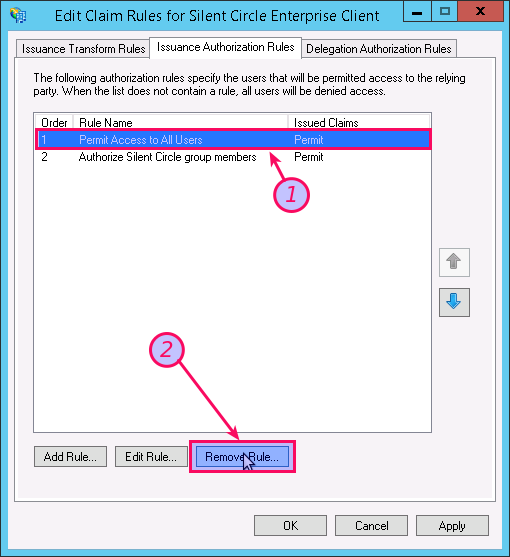 Edit Claim Rules for Silent Circle Enterprise Client
Issuance Transform Rules Issuance Authorization Rules Delegation Authorization Rules
The following authorization rules specify the users that will be permitted access to the relying
party. When the list does not contain a rule, all users will be denied access.
Order Rule Name Issued Claims
1 Permit Access to All Users Permit
2 Authorize Silent Circle group members Permit
1
2
Add Rule... Edit Rule... Remove Rule...
OK Cancel Apply